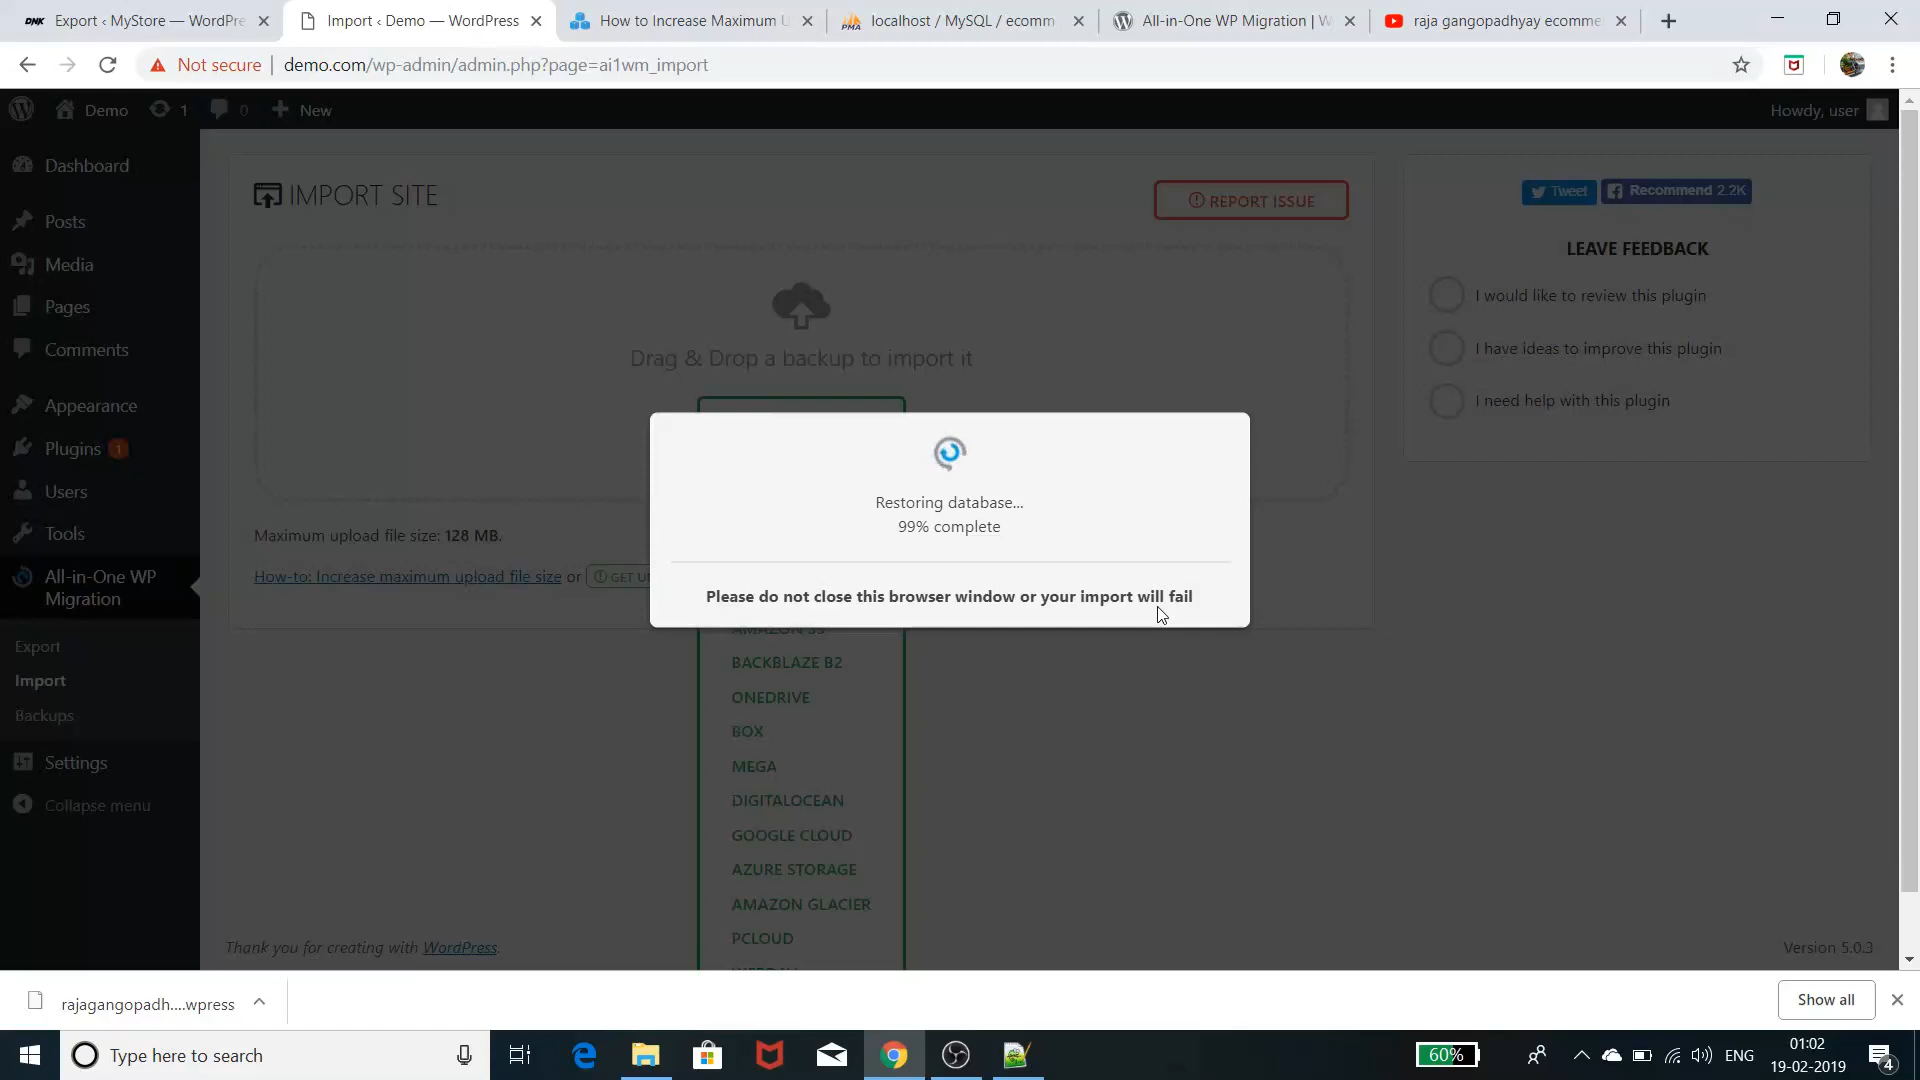 DNK Export ‹ MyStore — WordPre
Import ‹ Demo — WordPress
How to Increase Maximum U
PMA localhost / MySQL / ecomm
All-in-One WP Migration | W
raja gangopadhyay ecomme
Not secure
demo.com/wp-admin/admin.php?page=ai1wm_import
Demo
1
0
New
Howdy, user
Dashboard
Posts
Media
Pages
Comments
Appearance
Plugins 1
Users
Tools
All-in-One WP
Migration
Export
Import
Backups
Settings
Collapse menu
IMPORT SITE
REPORT ISSUE
Drag & Drop a backup to import it
Maximum upload file size: 128 MB.
How-to: Increase maximum upload file size or GET U
Restoring database...
99% complete
Please do not close this browser window or your import will fail
BACKBLAZE B2
ONEDRIVE
BOX
MEGA
DIGITALOCEAN
GOOGLE CLOUD
AZURE STORAGE
AMAZON GLACIER
PCLOUD
Tweet
Recommend 2.2K
LEAVE FEEDBACK
I would like to review this plugin
I have ideas to improve this plugin
I need help with this plugin
Thank you for creating with WordPress.
Version 5.0.3
rajagangopadh....wpress
Show all
Type here to search
60%
ENG
01:02
19-02-2019
4